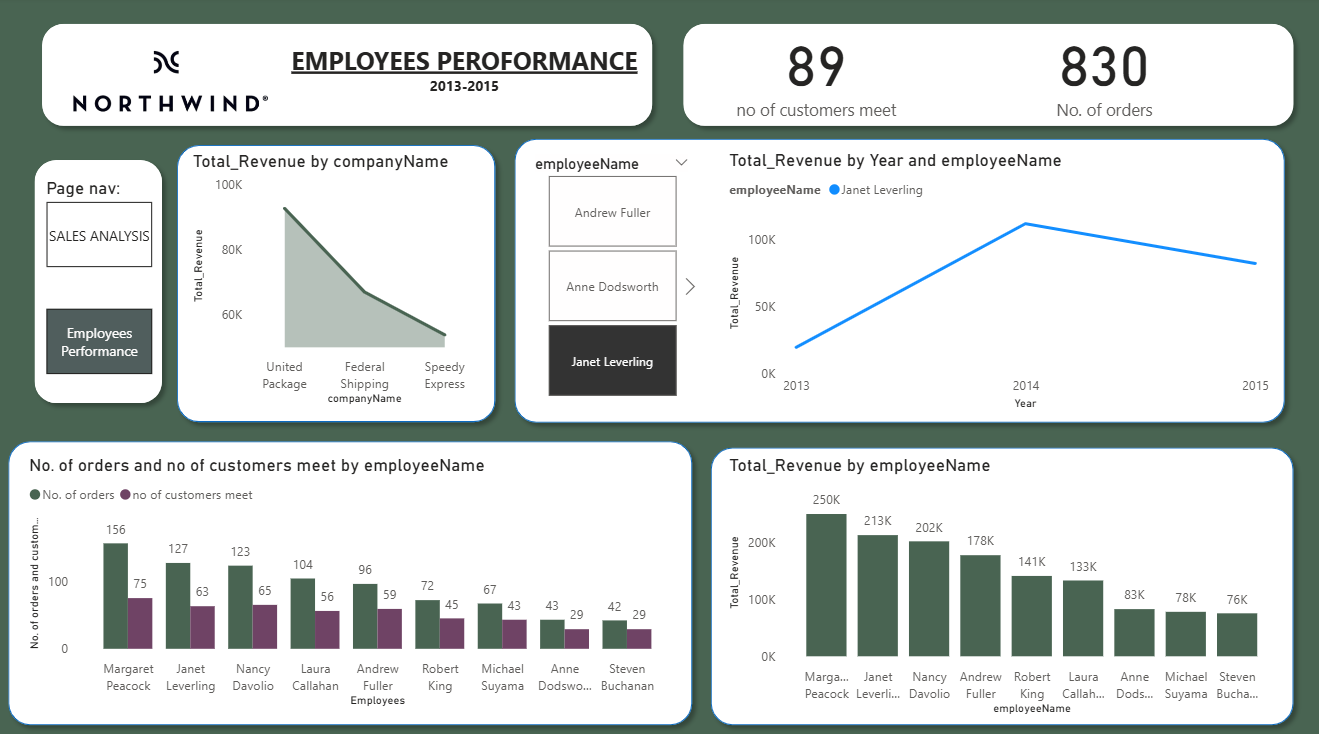 NORTHWIND®
EMPLOYEES PEROFORMANCE
2013-2015
89
no of customers meet
830
No. of orders
Page nav:
SALES ANALYSIS
Employees
Performance
Total_Revenue by companyName
Total_Revenue
100K
80K
60K
United
Package
Federal
Shipping
Speedy
Express
companyName
employeeName
Andrew Fuller
Anne Dodsworth
Janet Leverling
Total_Revenue by Year and employeeName
employeeName Janet Leverling
Total_Revenue
100K
50K
0K
2013 2014 2015
Year
No. of orders and no of customers meet by employeeName
No. of orders no of customers meet
No. of orders and custom...
100
0
156 75
127 63
123 65
104 56
96 59
72 45
67 43
43 29
42 29
Margaret
Peacock
Janet
Leverling
Nancy
Davolio
Laura
Callahan
Andrew
Fuller
Robert
King
Michael
Suyama
Anne
Dodswo...
Steven
Buchanan
Employees
Total_Revenue by employeeName
Total_Revenue
200K
100K
0K
250K
213K
202K
178K
141K
133K
83K
78K
76K
Marga...
Peacock
Janet
Leverli...
Nancy
Davolio
Andrew
Fuller
Robert
King
Laura
Callah...
Anne
Dods...
Michael
Suyama
Steven
Bucha...
employeeName